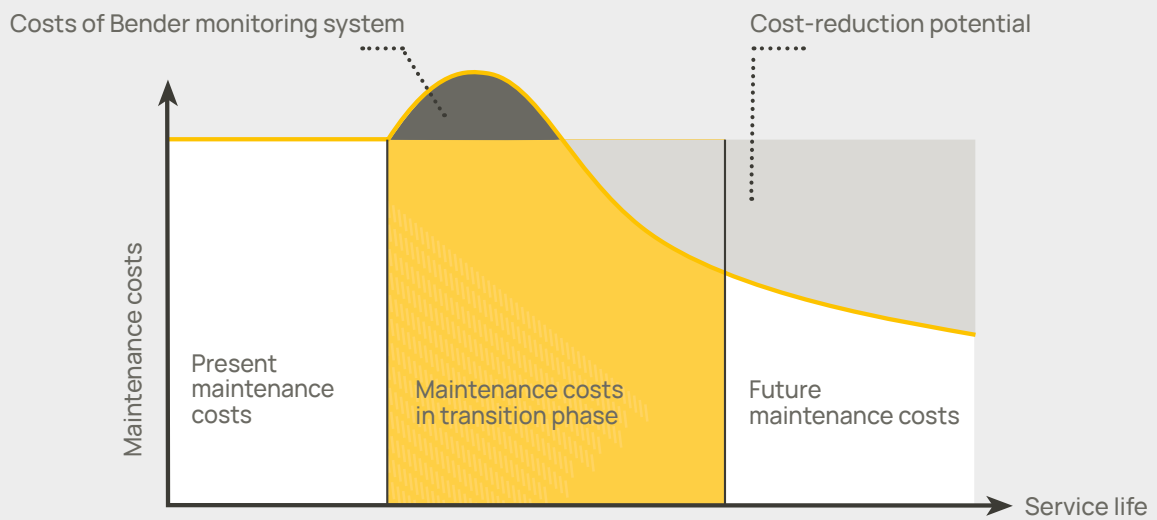 Costs of Bender monitoring system
Cost-reduction potential
Maintenance costs
Present
maintenance
costs
Maintenance costs
in transition phase
Future
maintenance costs
Service life